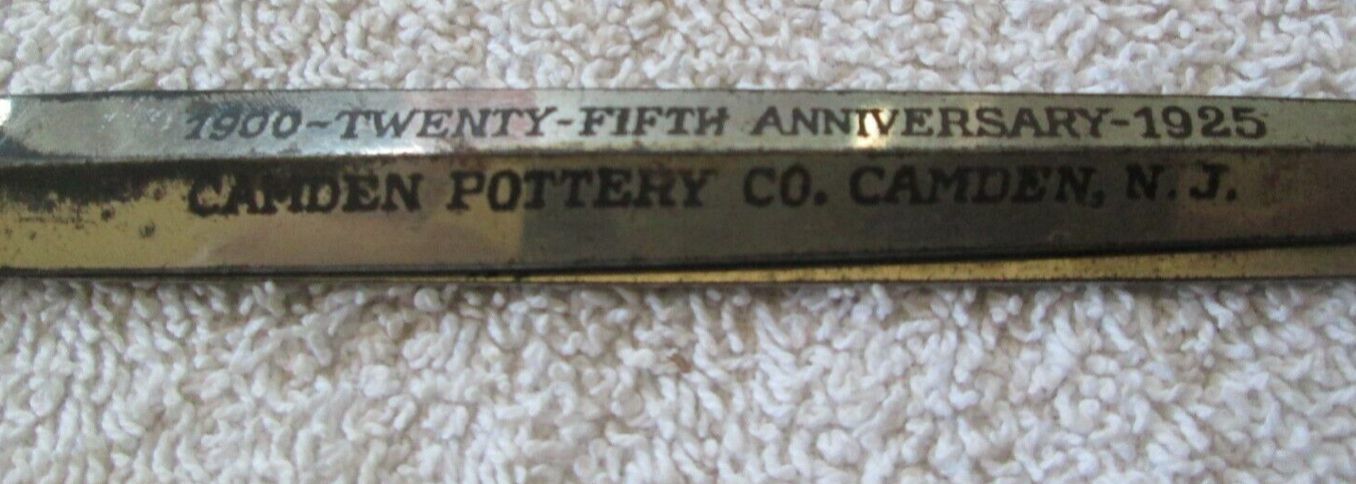 1900-TWENTY-FIFTH ANNIVERSARY-1925
CAMDEN POTTERY CO. CAMDEN, N.J.